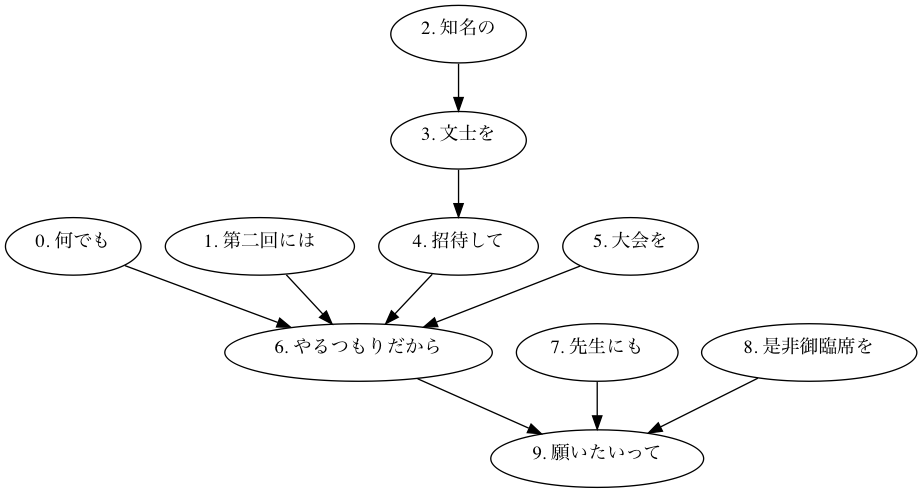 2. 知名の
3. 文士を
0. 何でも
1. 第二回には
4. 招待して
5. 大会を
6. やるつもりだから
7. 先生にも
8. 是非御臨席を
9. 願いたいって